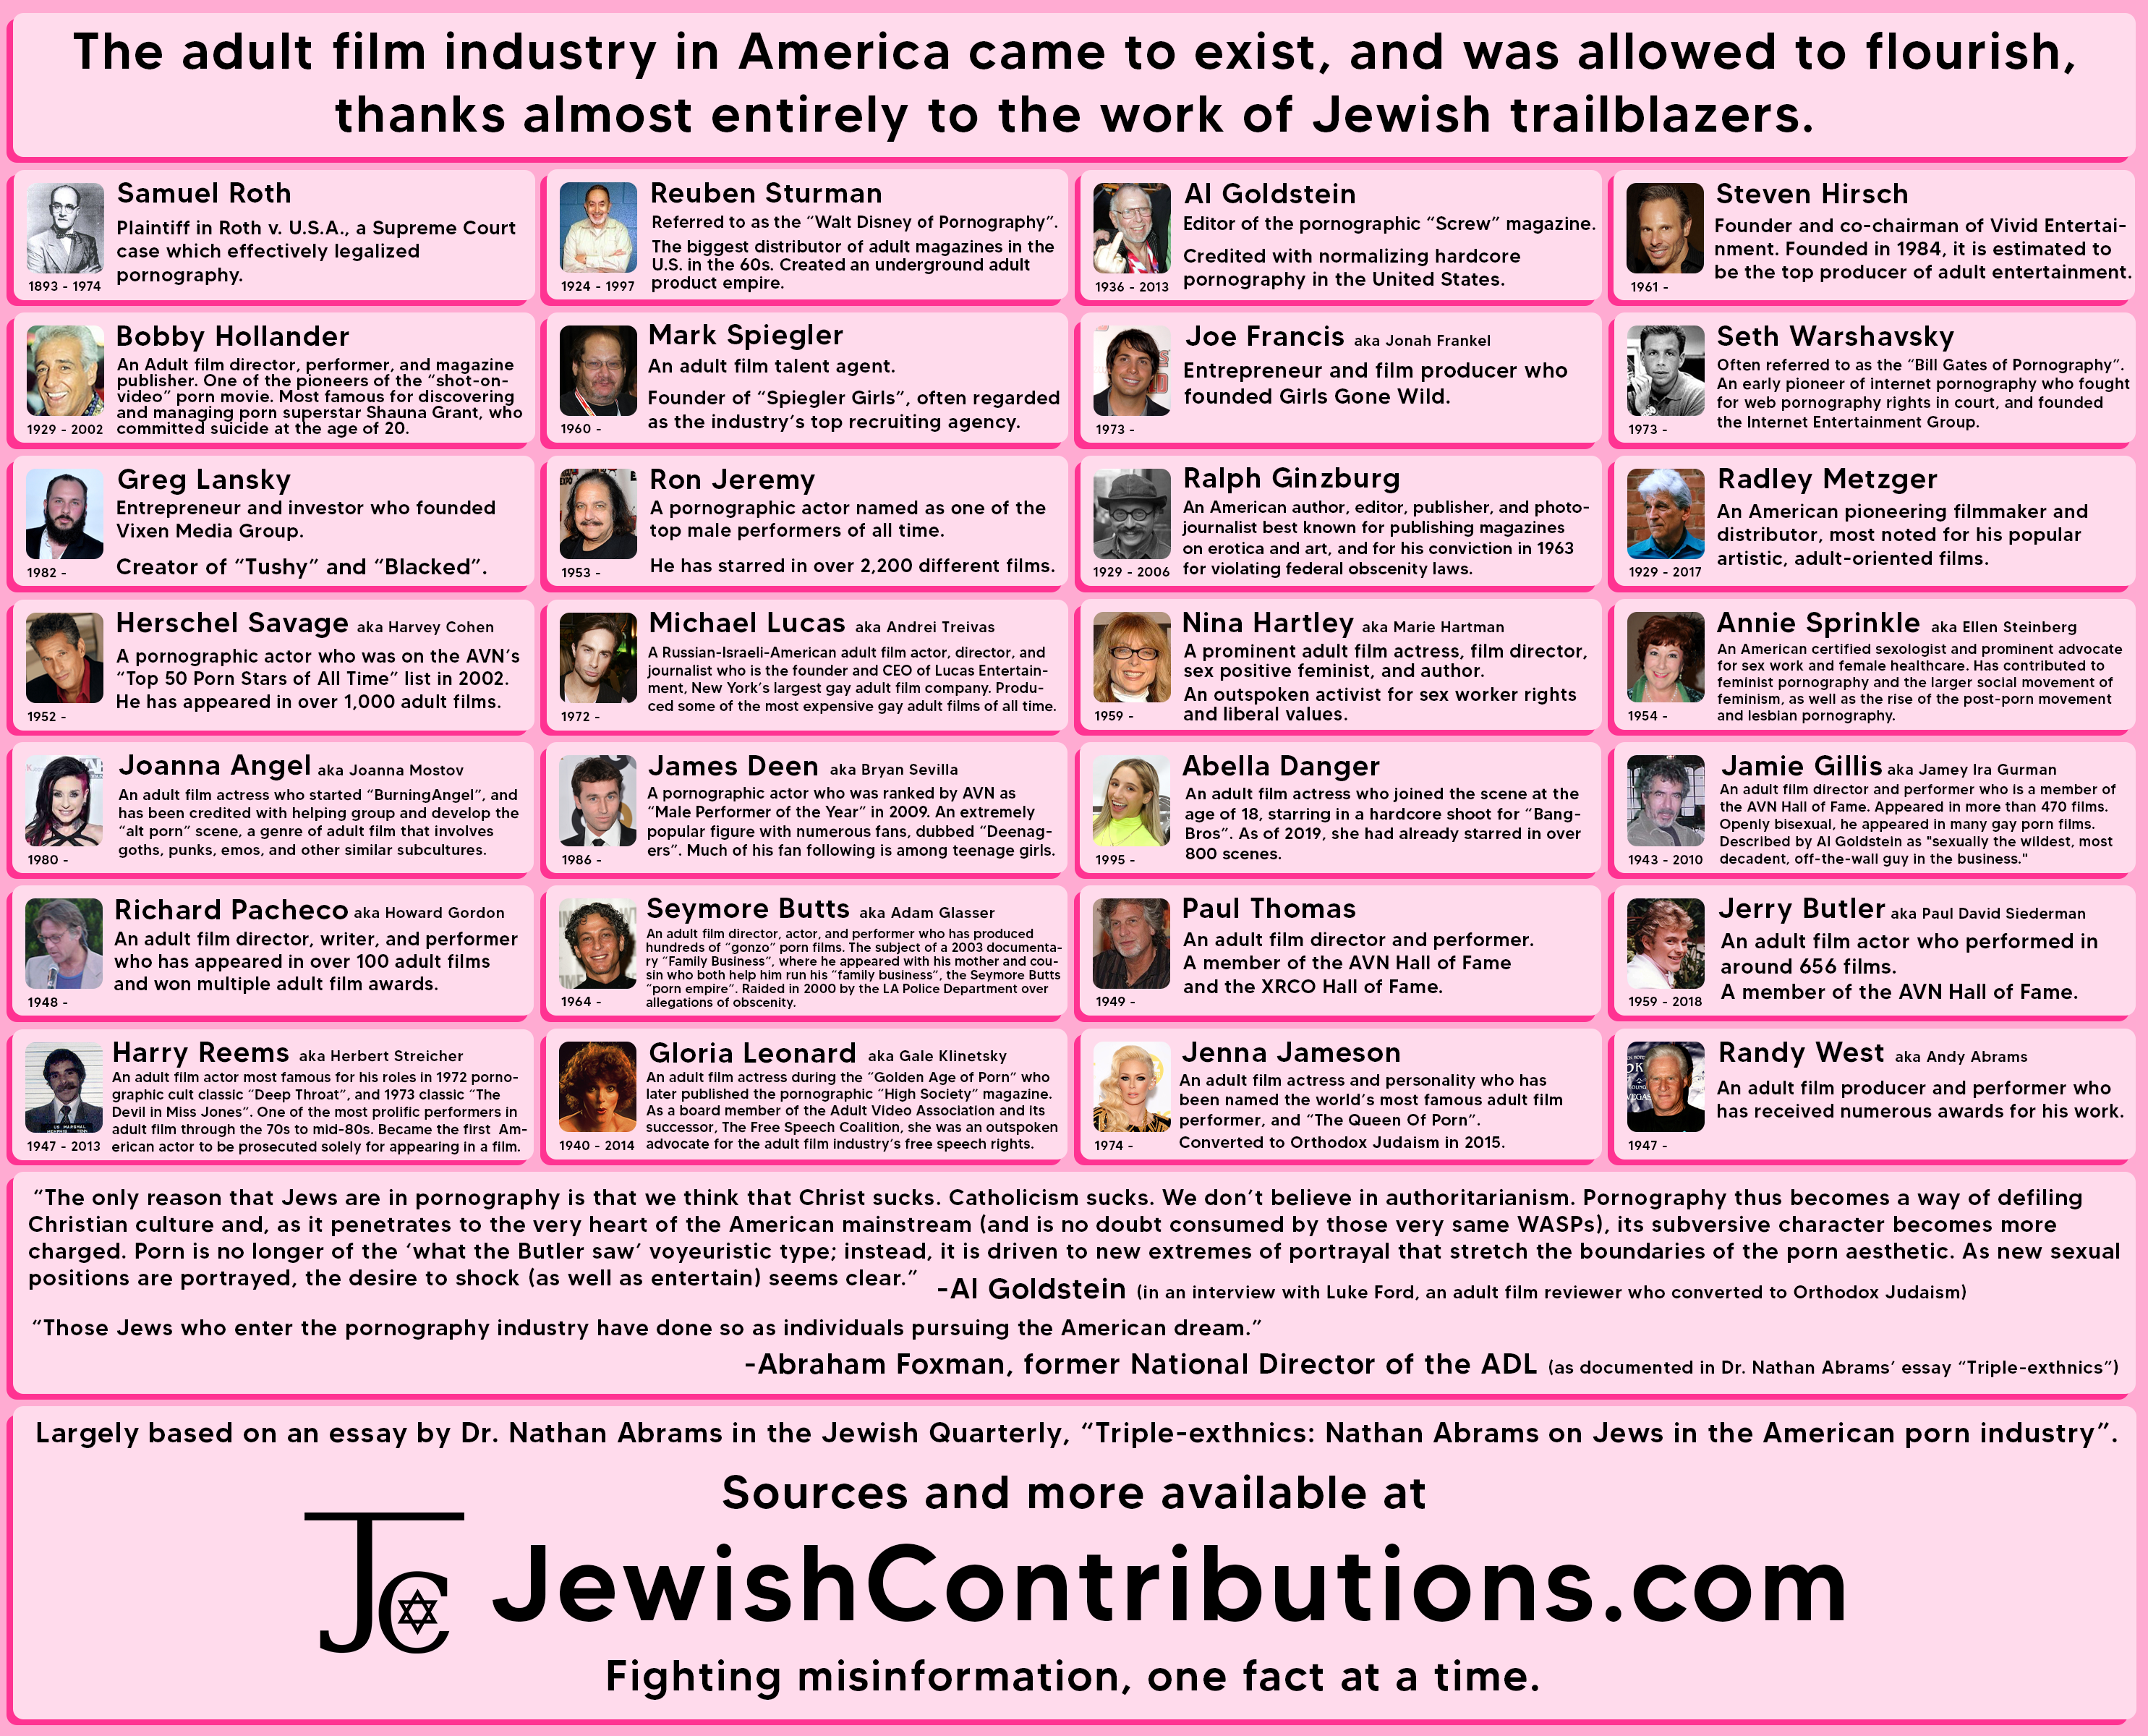 The adult film industry in America came to exist, and was allowed to flourish,
thanks almost entirely to the work of Jewish trailblazers.
Samuel Roth
Plaintiff in Roth v. U.S.A., a Supreme Court
case which effectively legalized
pornography.
1893 - 1974
Reuben Sturman
Referred to as the “Walt Disney of Pornography”.
The biggest distributor of adult magazines in the
U.S. in the 60s. Created an underground adult
product empire.
1924 - 1997
Al Goldstein
Editor of the pornographic “Screw” magazine.
Credited with normalizing hardcore
pornography in the United States.
1936 - 2013
Steven Hirsch
Founder and co-chairman of Vivid Entertai-
nment. Founded in 1984, it is estimated to
be the top producer of adult entertainment.
1961 -
Bobby Hollander
An Adult film director, performer, and magazine
publisher. One of the pioneers of the “shot-on-
video” porn movie. Most famous for discovering
and managing porn superstar Shauna Grant, who
committed suicide at the age of 20.
1929 - 2002
Mark Spiegler
An adult film talent agent.
Founder of “Spiegler Girls”, often regarded
as the industry’s top recruiting agency.
1960 -
Joe Francis aka Jonah Frankel
Entrepreneur and film producer who
founded Girls Gone Wild.
1973 -
Seth Warshavsky
Often referred to as the “Bill Gates of Pornography”.
An early pioneer of internet pornography who fought
for web pornography rights in court, and founded
the Internet Entertainment Group.
1973 -
Greg Lansky
Entrepreneur and investor who founded
Vixen Media Group.
Creator of “Tushy” and “Blacked”.
1982 -
Ron Jeremy
A pornographic actor named as one of the
top male performers of all time.
He has starred in over 2,200 different films.
1953 -
Ralph Ginzburg
An American author, editor, publisher, and photo-
journalist best known for publishing magazines
on erotica and art, and for his conviction in 1963
for violating federal obscenity laws.
1929 - 2006
Radley Metzger
An American pioneering filmmaker and
distributor, most noted for his popular
artistic, adult-oriented films.
1929 - 2017
Herschel Savage aka Harvey Cohen
A pornographic actor who was on the AVN’s
“Top 50 Porn Stars of All Time” list in 2002.
He has appeared in over 1,000 adult films.
1952 -
Michael Lucas aka Andrei Treivas
A Russian-Israeli-American adult film actor, director, and
journalist who is the founder and CEO of Lucas Entertain-
ment, New York’s largest gay adult film company. Produ-
ced some of the most expensive gay adult films of all time.
1972 -
Nina Hartley aka Marie Hartman
A prominent adult film actress, film director,
sex positive feminist, and author.
An outspoken activist for sex worker rights
and liberal values.
1959 -
Annie Sprinkle aka Ellen Steinberg
An American certified sexologist and prominent advocate
for sex work and female healthcare. Has contributed to
feminist pornography and the larger social movement of
feminism, as well as the rise of the post-porn movement
and lesbian pornography.
1954 -
Joanna Angel aka Joanna Mostov
An adult film actress who started “BurningAngel”, and
has been credited with helping group and develop the
“alt porn” scene, a genre of adult film that involves
goths, punks, emos, and other similar subcultures.
1980 -
James Deen aka Bryan Sevilla
A pornographic actor who was ranked by AVN as
“Male Performer of the Year” in 2009. An extremely
popular figure with numerous fans, dubbed “Deenag-
ers”. Much of his fan following is among teenage girls.
1986 -
Abella Danger
An adult film actress who joined the scene at the
age of 18, starring in a hardcore shoot for “Bang-
Bros”. As of 2019, she had already starred in over
800 scenes.
1995 -
Jamie Gillis aka Jamey Ira Gurman
An adult film director and performer who is a member of
the AVN Hall of Fame. Appeared in more than 470 films.
Openly bisexual, he appeared in many gay porn films.
Described by Al Goldstein as "sexually the wildest, most
decadent, off-the-wall guy in the business."
1943 - 2010
Richard Pacheco aka Howard Gordon
An adult film director, writer, and performer
who has appeared in over 100 adult films
and won multiple adult film awards.
1948 -
Seymore Butts aka Adam Glasser
An adult film director, actor, and performer who has produced
hundreds of “gonzo” porn films. The subject of a 2003 documenta-
ry “Family Business”, where he appeared with his mother and cou-
sin who both help him run his “family business”, the Seymore Butts
“porn empire”. Raided in 2000 by the LA Police Department over
allegations of obscenity.
1964 -
Paul Thomas
An adult film director and performer.
A member of the AVN Hall of Fame
and the XRCO Hall of Fame.
1949 -
Jerry Butler aka Paul David Siederman
An adult film actor who performed in
around 656 films.
A member of the AVN Hall of Fame.
1959 - 2018
Harry Reems aka Herbert Streicher
An adult film actor most famous for his roles in 1972 porno-
graphic cult classic “Deep Throat”, and 1973 classic “The
Devil in Miss Jones”. One of the most prolific performers in
adult film through the 70s to mid-80s. Became the first Am-
erican actor to be prosecuted solely for appearing in a film.
1947 - 2013
Gloria Leonard aka Gale Klinetsky
An adult film actress during the “Golden Age of Porn” who
later published the pornographic “High Society” magazine.
As a board member of the Adult Video Association and its
successor, The Free Speech Coalition, she was an outspoken
advocate for the adult film industry’s free speech rights.
1940 - 2014
Jenna Jameson
An adult film actress and personality who has
been named the world’s most famous adult film
performer, and “The Queen Of Porn”.
Converted to Orthodox Judaism in 2015.
1974 -
Randy West aka Andy Abrams
An adult film producer and performer who
has received numerous awards for his work.
1947 -
“The only reason that Jews are in pornography is that we think that Christ sucks. Catholicism sucks. We don’t believe in authoritarianism. Pornography thus becomes a way of defiling
Christian culture and, as it penetrates to the very heart of the American mainstream (and is no doubt consumed by those very same WASPs), its subversive character becomes more
charged. Porn is no longer of the ‘what the Butler saw’ voyeuristic type; instead, it is driven to new extremes of portrayal that stretch the boundaries of the porn aesthetic. As new sexual
positions are portrayed, the desire to shock (as well as entertain) seems clear.”
-Al Goldstein (in an interview with Luke Ford, an adult film reviewer who converted to Orthodox Judaism)
“Those Jews who enter the pornography industry have done so as individuals pursuing the American dream.”
-Abraham Foxman, former National Director of the ADL (as documented in Dr. Nathan Abrams’ essay “Triple-exthnics”)
Largely based on an essay by Dr. Nathan Abrams in the Jewish Quarterly, “Triple-exthnics: Nathan Abrams on Jews in the American porn industry”.
Sources and more available at
JC JewishContributions.com
Fighting misinformation, one fact at a time.